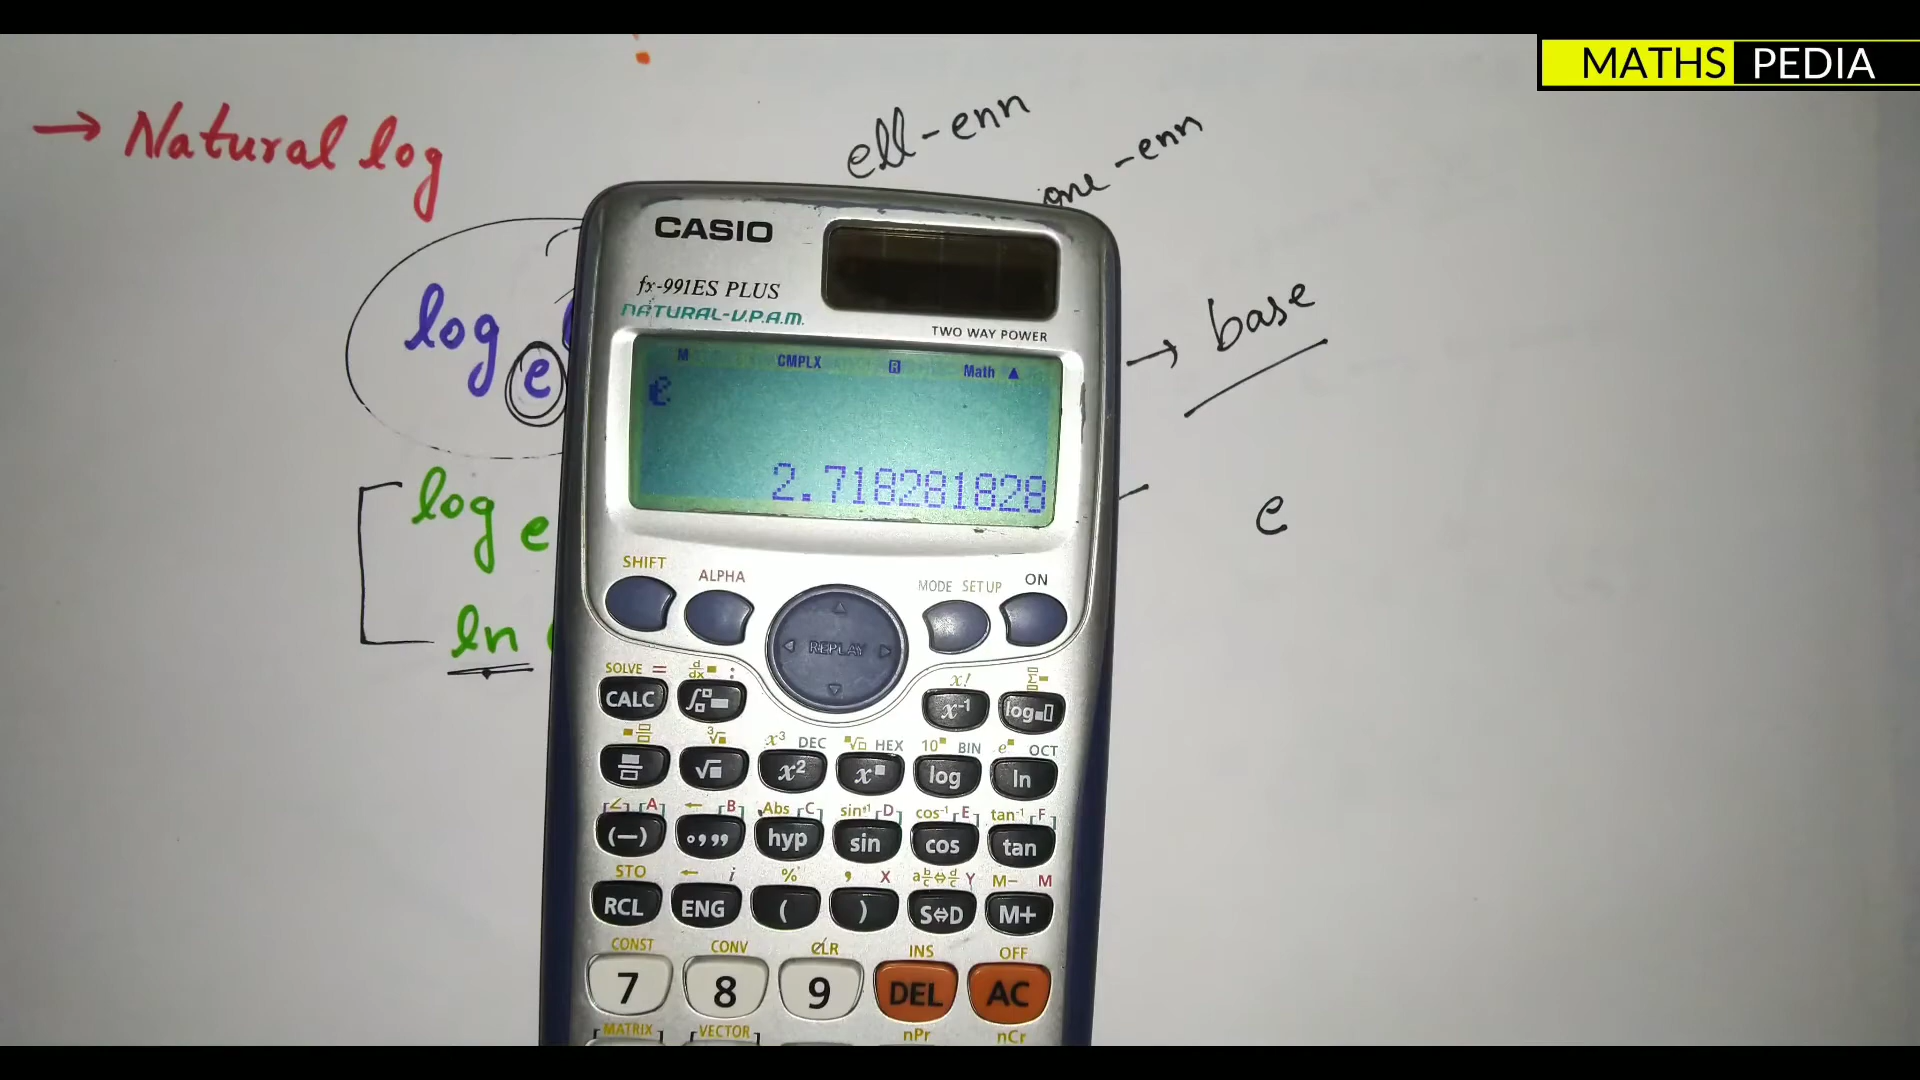 MATHS PEDIA
→ Natural log
ell-enn
one-enn
log e
→ base
log e
e
ln
CASIO
fx-991ES PLUS
NATURAL-V.P.A.M.
TWO WAY POWER
M CMPLX R Math ▲
e
2.718281828
SHIFT ALPHA MODE SETUP ON
REPLAY
SOLVE = d/dx :
x!
CALC x⁻¹ log
³√ x³ DEC HEX 10 BIN e OCT
√ x² x log ln
∠ A ← B Abs C sin⁻¹ D cos⁻¹ E tan⁻¹ F
(−) °,,, hyp sin cos tan
STO ← i % , X a b/c⇔d/c Y M− M
RCL ENG ( ) S⇔D M+
CONST CONV CLR INS OFF
7 8 9 DEL AC
MATRIX VECTOR nPr nCr